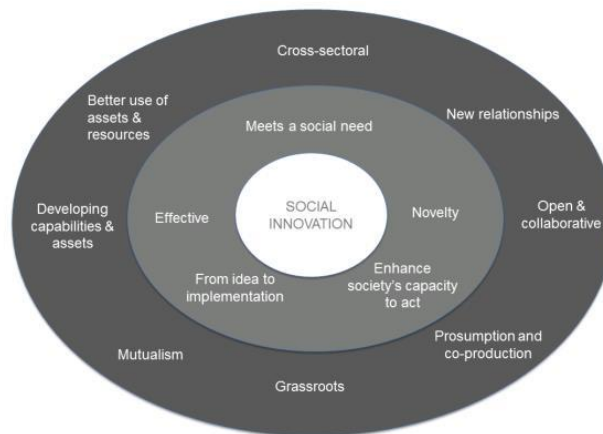 Cross-sectoral
Better use of
assets &
resources
New relationships
Meets a social need
Developing
capabilities &
assets
Effective
SOCIAL
INNOVATION
Novelty
Open &
collaborative
From idea to
implementation
Enhance
society's capacity
to act
Mutualism
Prosumption and
co-production
Grassroots